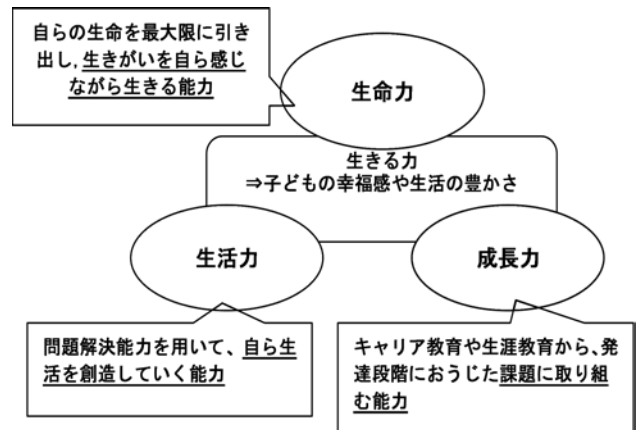 自らの生命を最大限に引き
出し，生きがいを自ら感じ
ながら生きる能力
生命力
生きる力
⇒子どもの幸福感や生活の豊かさ
生活力
成長力
問題解決能力を用いて、自ら生
活を創造していく能力
キャリア教育や生涯教育から、発
達段階におうじた課題に取り組
む能力